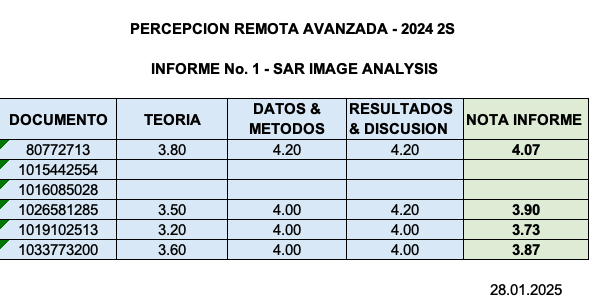 PERCEPCION REMOTA AVANZADA - 2024 2S
INFORME No. 1 - SAR IMAGE ANALYSIS
DOCUMENTO TEORIA DATOS & METODOS RESULTADOS & DISCUSION NOTA INFORME
80772713 3.80 4.20 4.20 4.07
1015442554
1016085028
1026581285 3.50 4.00 4.20 3.90
1019102513 3.20 4.00 4.00 3.73
1033773200 3.60 4.00 4.00 3.87
28.01.2025